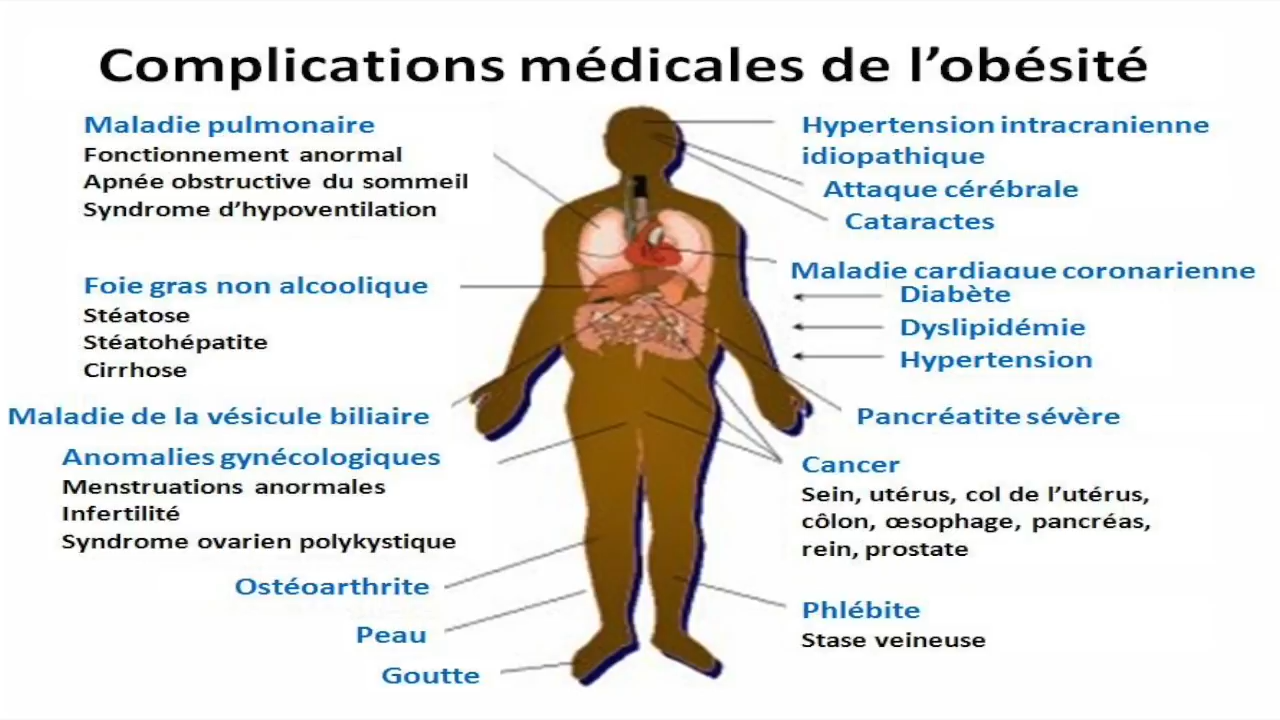 Complications médicales de l’obésité
Maladie pulmonaire
Fonctionnement anormal
Apnée obstructive du sommeil
Syndrome d’hypoventilation
Foie gras non alcoolique
Stéatose
Stéatohépatite
Cirrhose
Maladie de la vésicule biliaire
Anomalies gynécologiques
Menstruations anormales
Infertilité
Syndrome ovarien polykystique
Ostéoarthrite
Peau
Goutte
Hypertension intracranienne
idiopathique
Attaque cérébrale
Cataractes
Maladie cardiaque coronarienne
Diabète
Dyslipidémie
Hypertension
Pancréatite sévère
Cancer
Sein, utérus, col de l’utérus,
côlon, œsophage, pancréas,
rein, prostate
Phlébite
Stase veineuse